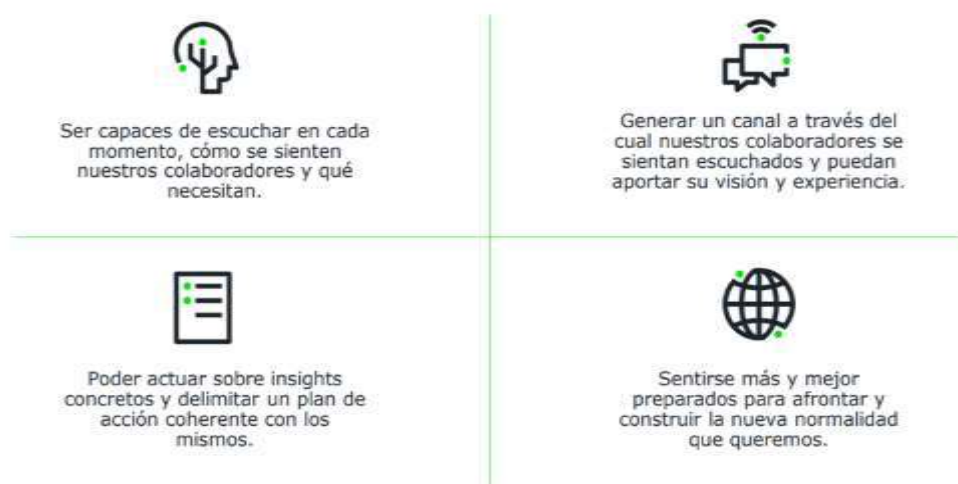 Ser capaces de escuchar en cada
momento, cómo se sienten
nuestros colaboradores y qué
necesitan.
Generar un canal a través del
cual nuestros colaboradores se
sientan escuchados y puedan
aportar su visión y experiencia.
Poder actuar sobre insights
concretos y delimitar un plan de
acción coherente con los
mismos.
Sentirse más y mejor
preparados para afrontar y
construir la nueva normalidad
que queremos.